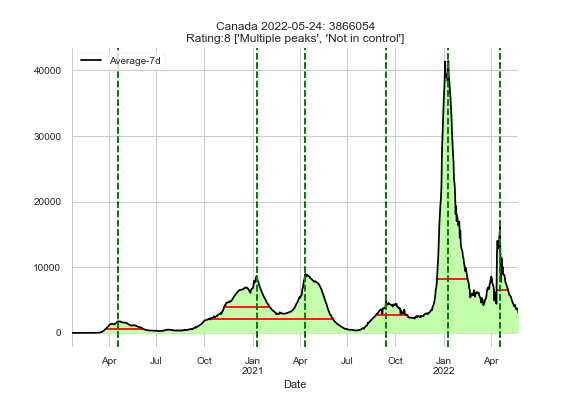 Canada 2022-05-24: 3866054
Rating:8 ['Multiple peaks', 'Not in control']
Average-7d
40000
30000
20000
10000
0
Apr Jul Oct Jan Apr Jul Oct Jan Apr
2021 2022
Date